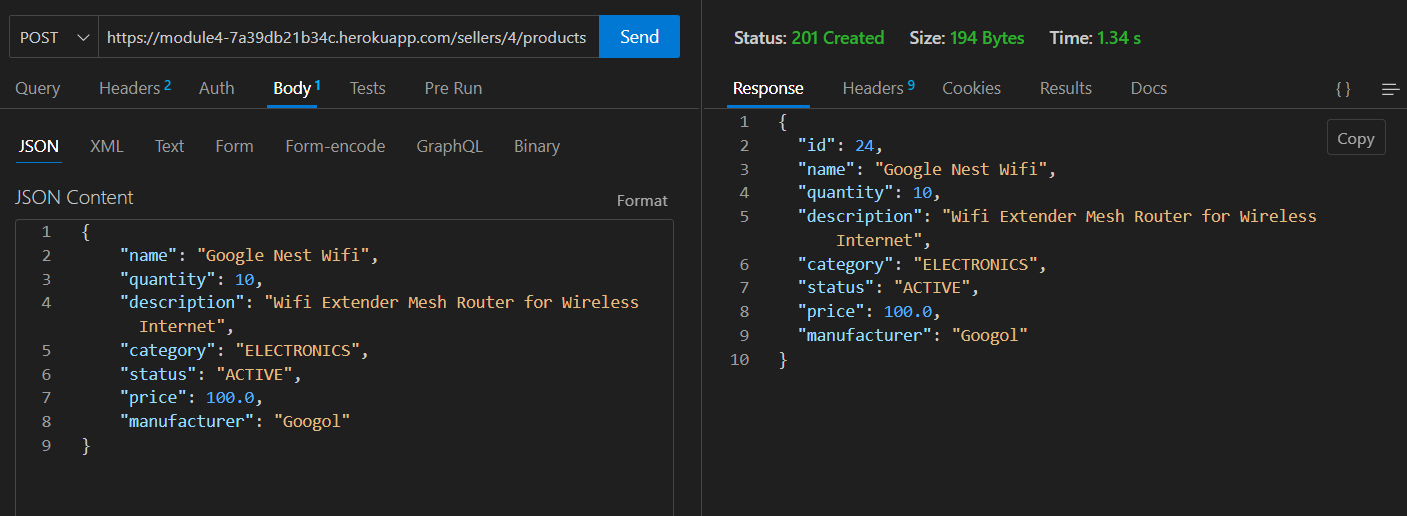 POST https://module4-7a39db21b34c.herokuapp.com/sellers/4/products Send
Query Headers 2 Auth Body 1 Tests Pre Run
JSON XML Text Form Form-encode GraphQL Binary
JSON Content Format
1 {
2 "name": "Google Nest Wifi",
3 "quantity": 10,
4 "description": "Wifi Extender Mesh Router for Wireless
Internet",
5 "category": "ELECTRONICS",
6 "status": "ACTIVE",
7 "price": 100.0,
8 "manufacturer": "Googol"
9 }
Status: 201 Created Size: 194 Bytes Time: 1.34 s
Response Headers 9 Cookies Results Docs { }
Copy
1 {
2 "id": 24,
3 "name": "Google Nest Wifi",
4 "quantity": 10,
5 "description": "Wifi Extender Mesh Router for Wireless
Internet",
6 "category": "ELECTRONICS",
7 "status": "ACTIVE",
8 "price": 100.0,
9 "manufacturer": "Googol"
10 }